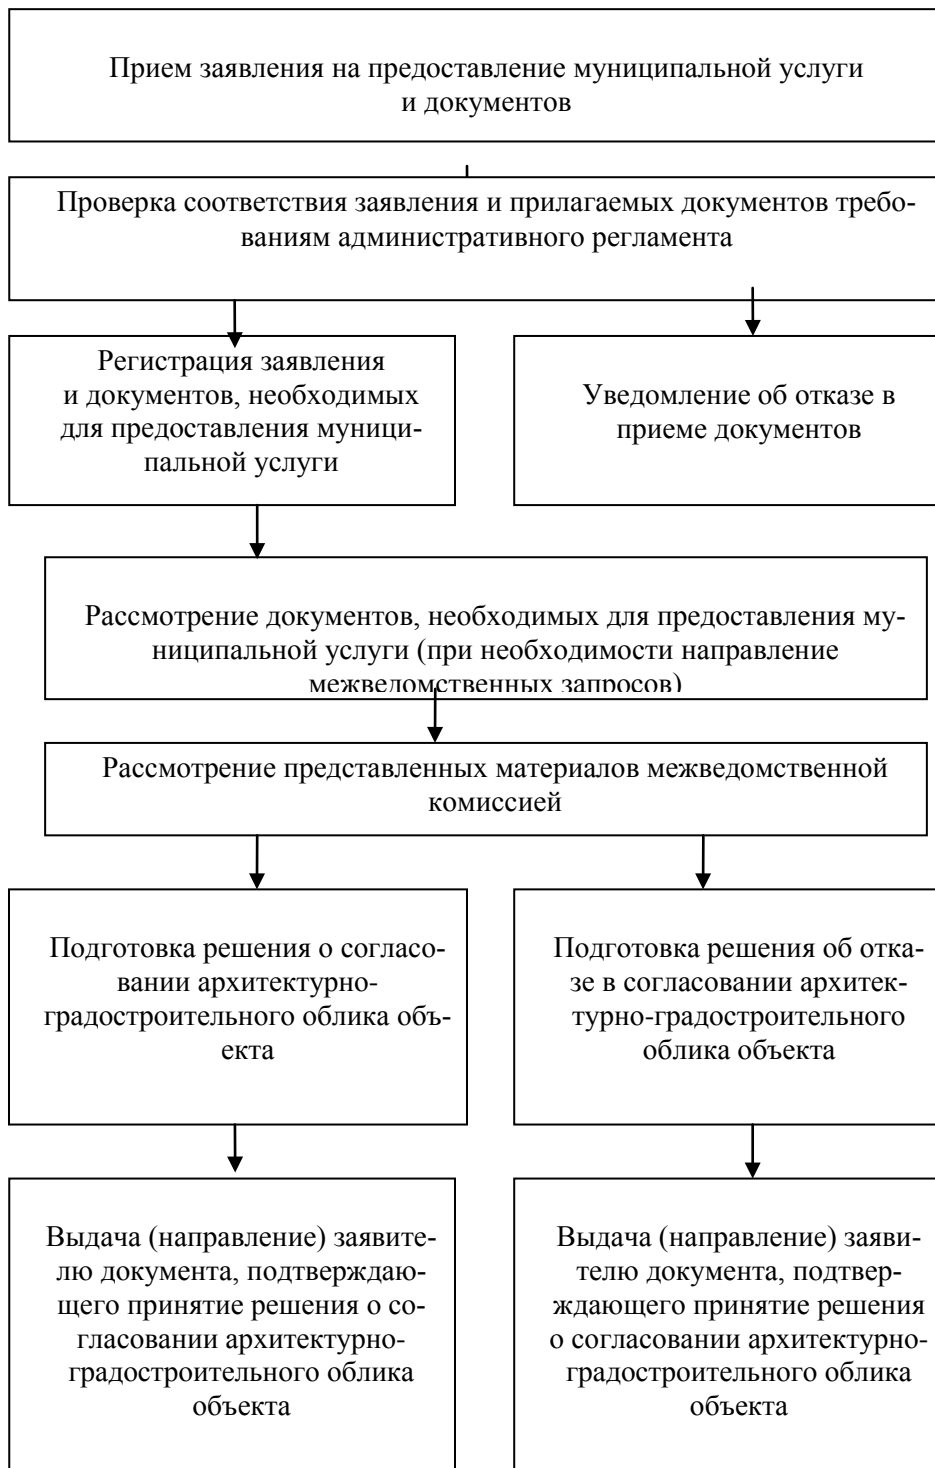 Прием заявления на предоставление муниципальной услуги
и документов
Проверка соответствия заявления и прилагаемых документов требо-
ваниям административного регламента
Регистрация заявления
и документов, необходимых
для предоставления муници-
пальной услуги
Уведомление об отказе в
приеме документов
Рассмотрение документов, необходимых для предоставления му-
ниципальной услуги (при необходимости направление
межведомственных запросов)
Рассмотрение представленных материалов межведомственной
комиссией
Подготовка решения о согласо-
вании архитектурно-
градостроительного облика объ-
екта
Подготовка решения об отка-
зе в согласовании архитек-
турно-градостроительного
облика объекта
Выдача (направление) заявите-
лю документа, подтверждаю-
щего принятие решения о со-
гласовании архитектурно-
градостроительного облика
объекта
Выдача (направление) заяви-
телю документа, подтвер-
ждающего принятие решения
о согласовании архитектурно-
градостроительного облика
объекта